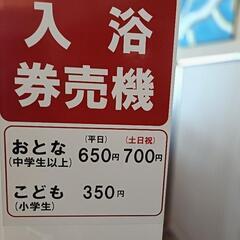 入浴
券売機
(平日) (土日祝)
おとな 650円 700円
(中学生以上)
こども 350円
(小学生)